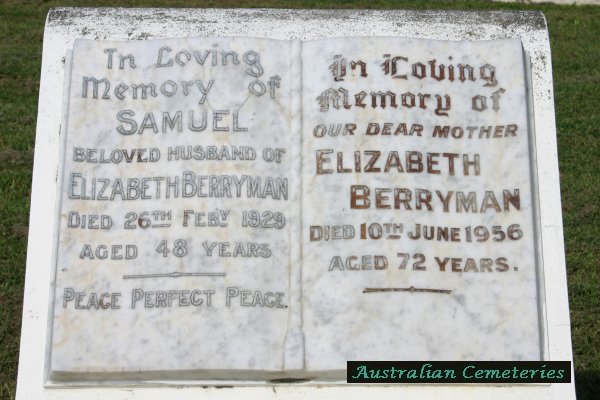 In Loving
Memory of
SAMUEL
BELOVED HUSBAND OF
ELIZABETH BERRYMAN
DIED 26TH FEBY 1929
AGED 48 YEARS
PEACE PERFECT PEACE.
In Loving
Memory of
OUR DEAR MOTHER
ELIZABETH
BERRYMAN
DIED 10TH JUNE 1956
AGED 72 YEARS.
Australian Cemeteries